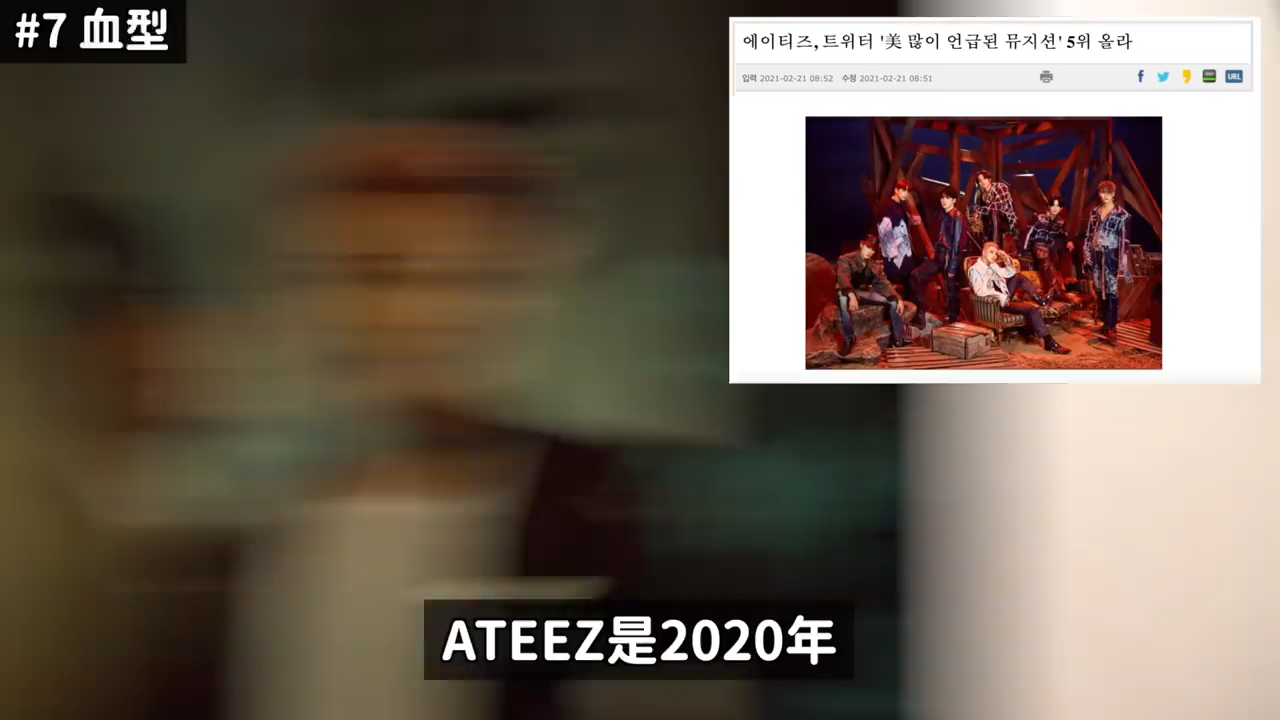 #7 血型
에이티즈, 트위터 '美 많이 언급된 뮤지션' 5위 올라
입력 2021-02-21 08:52 수정 2021-02-21 08:51
URL
ATEEZ是2020年